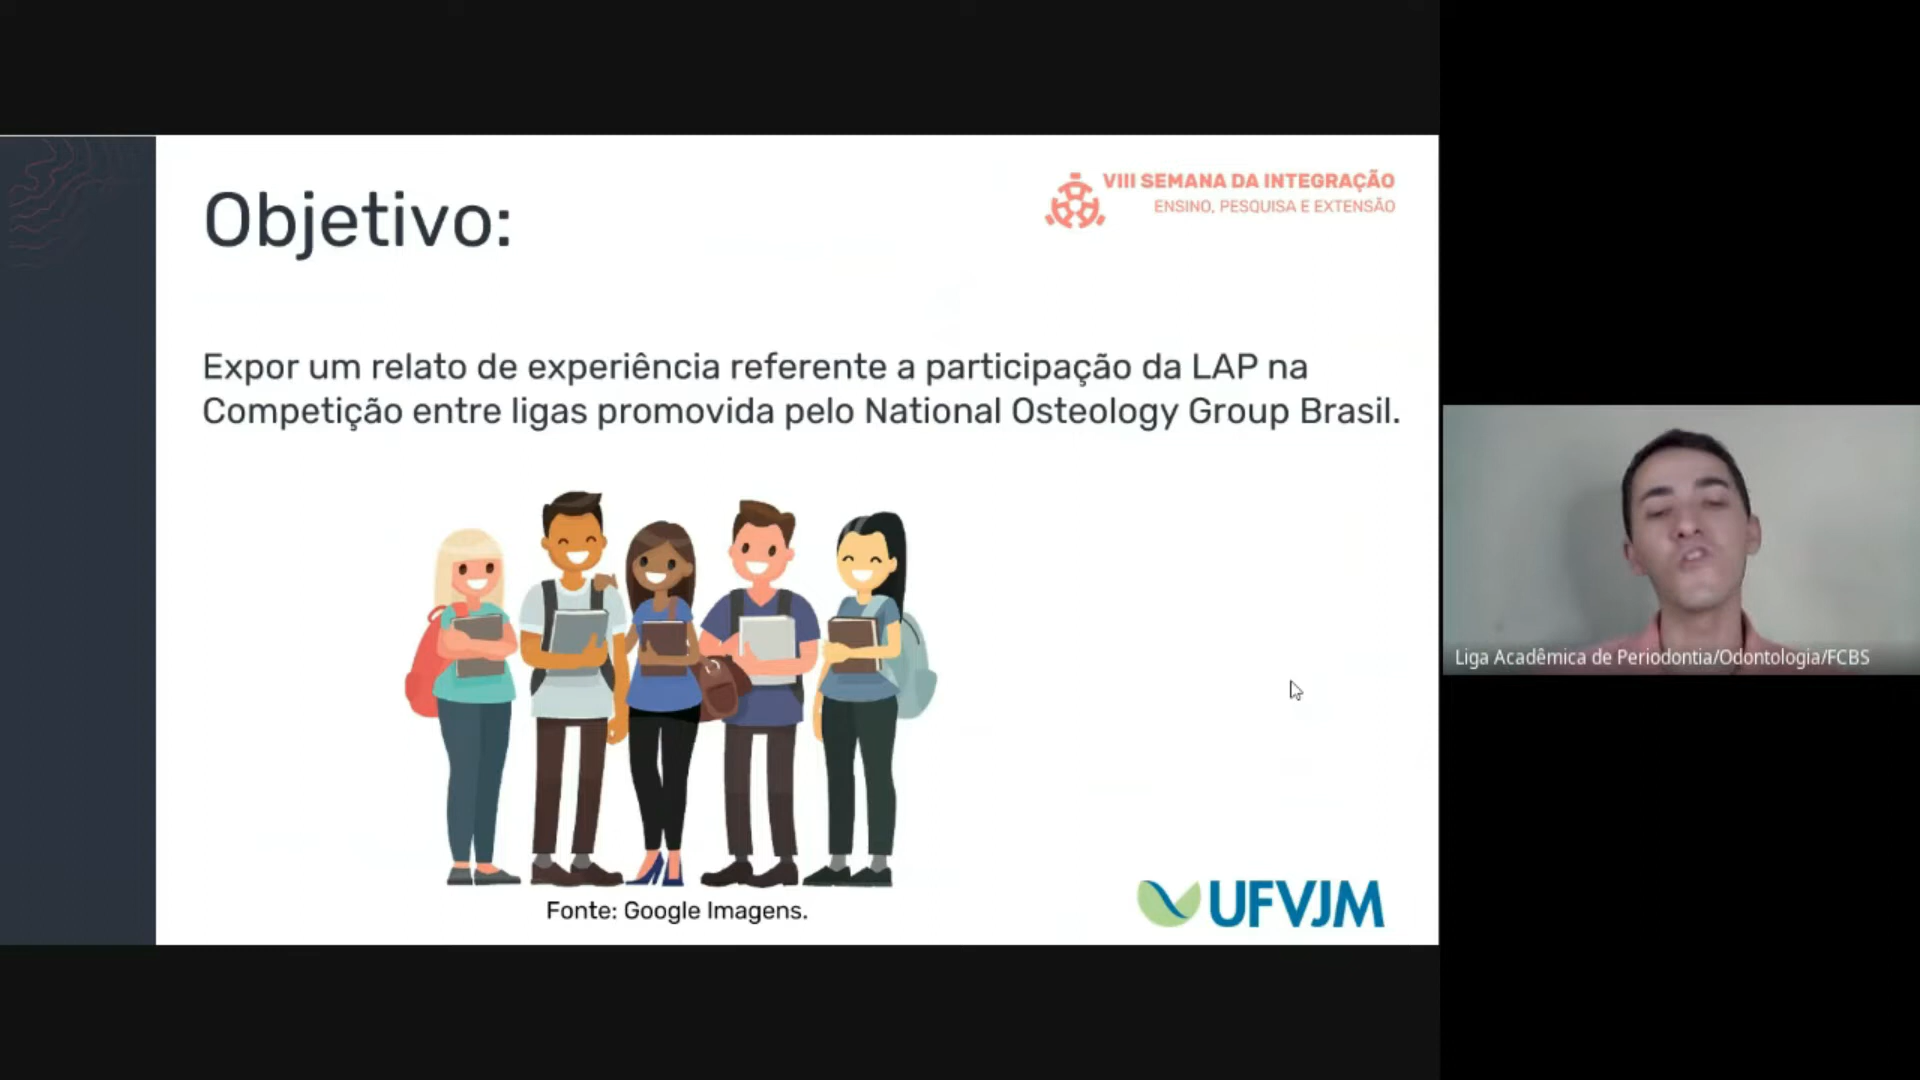 Objetivo:
VIII SEMANA DA INTEGRAÇÃO
ENSINO, PESQUISA E EXTENSÃO
Expor um relato de experiência referente a participação da LAP na
Competição entre ligas promovida pelo National Osteology Group Brasil.
Fonte: Google Imagens.
UFVJM
Liga Acadêmica de Periodontia/Odontologia/FCBS